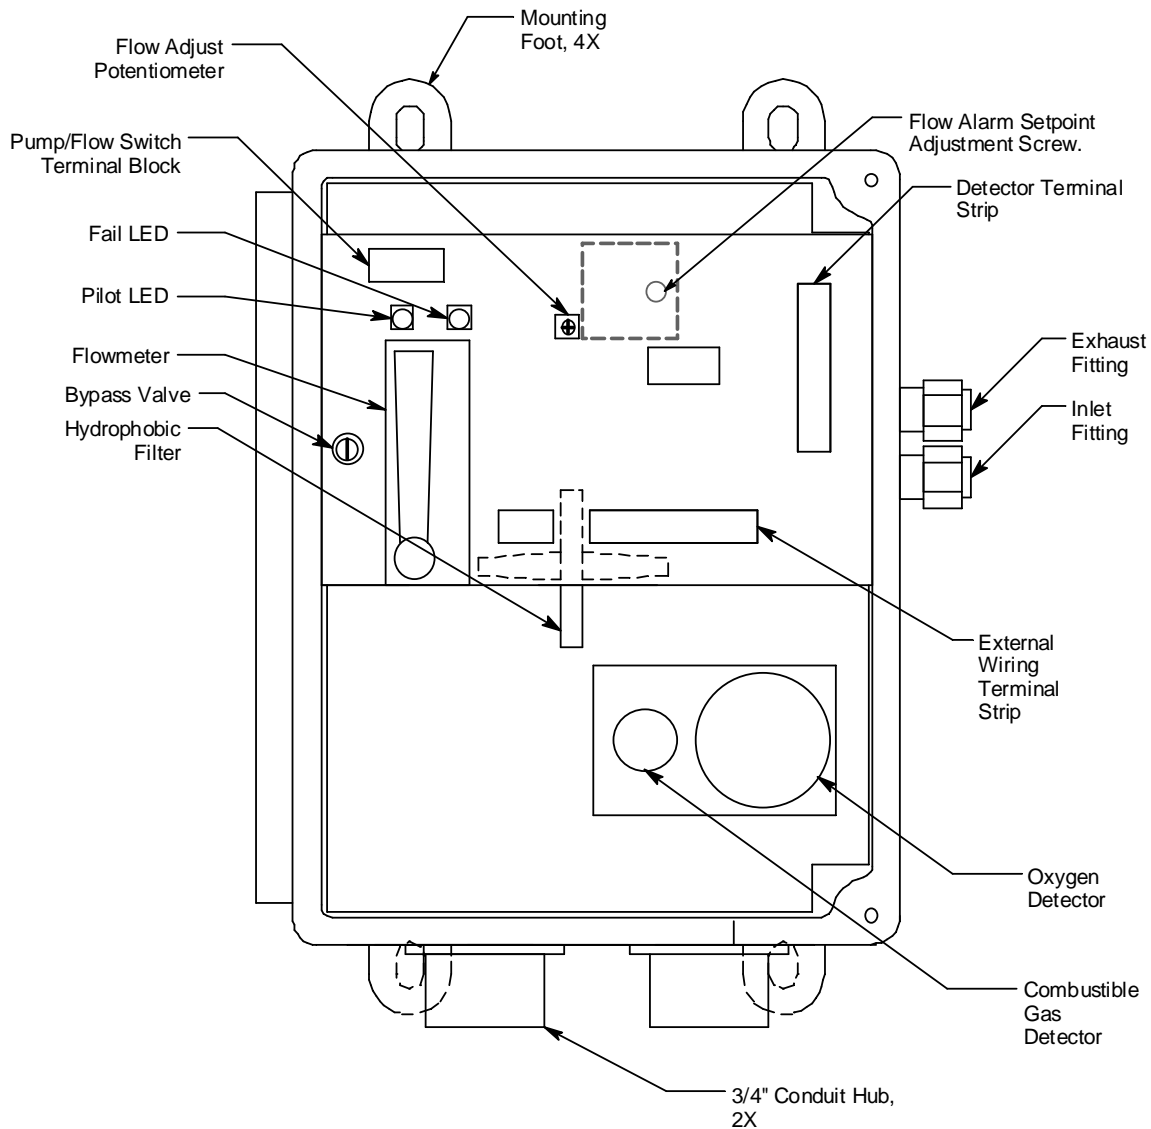 Mounting
Foot, 4X
Flow Adjust
Potentiometer
Pump/Flow Switch
Terminal Block
Fail LED
Pilot LED
Flowmeter
Bypass Valve
Hydrophobic
Filter
Flow Alarm Setpoint
Adjustment Screw.
Detector Terminal
Strip
Exhaust
Fitting
Inlet
Fitting
External
Wiring
Terminal
Strip
Oxygen
Detector
Combustible
Gas
Detector
3/4" Conduit Hub,
2X